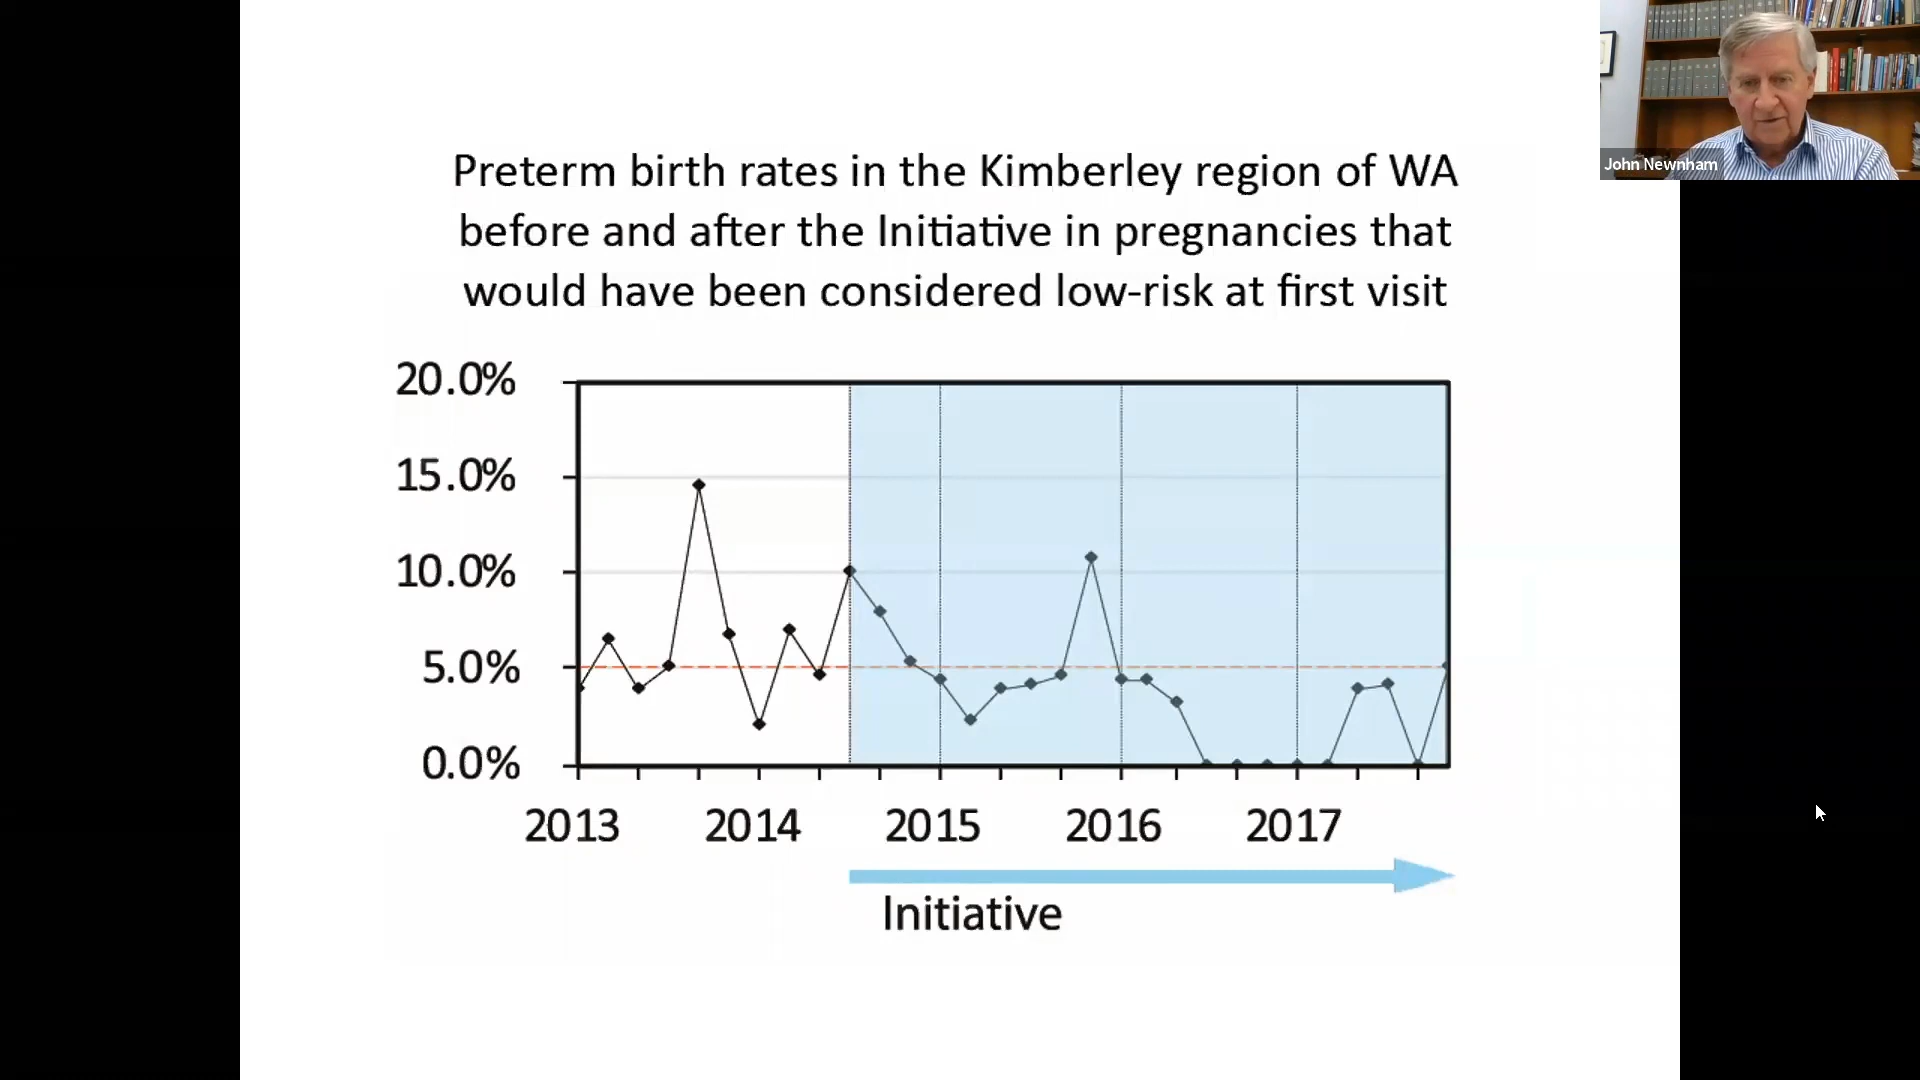 John Newnham
Preterm birth rates in the Kimberley region of WA
before and after the Initiative in pregnancies that
would have been considered low-risk at first visit
20.0%
15.0%
10.0%
5.0%
0.0%
2013 2014 2015 2016 2017
Initiative